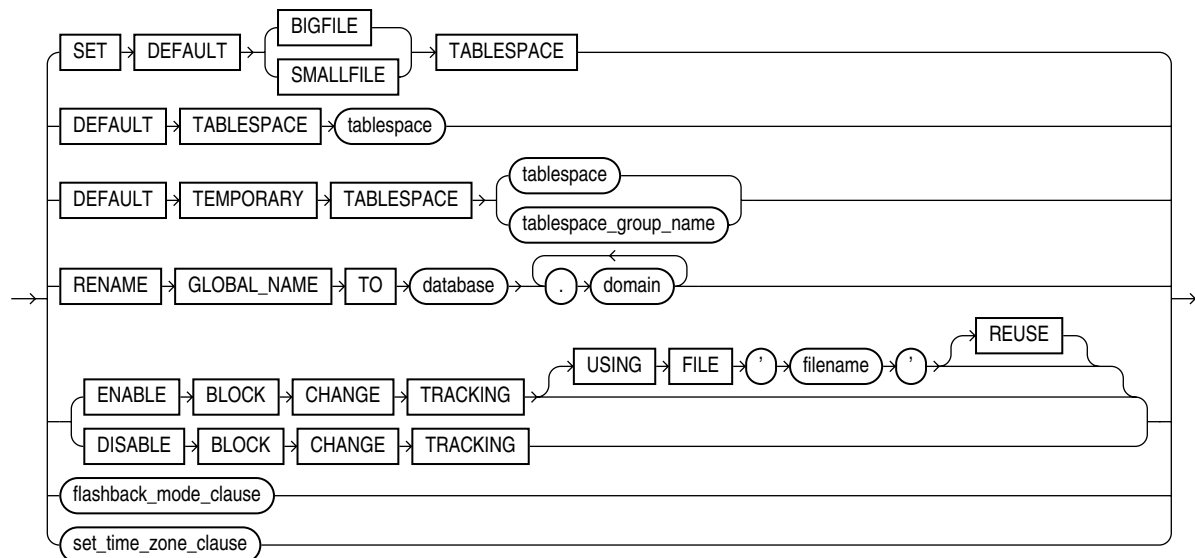 SET DEFAULT BIGFILE SMALLFILE TABLESPACE
DEFAULT TABLESPACE tablespace
DEFAULT TEMPORARY TABLESPACE tablespace tablespace_group_name
RENAME GLOBAL_NAME TO database . domain
ENABLE BLOCK CHANGE TRACKING USING FILE ' filename ' REUSE
DISABLE BLOCK CHANGE TRACKING
flashback_mode_clause
set_time_zone_clause